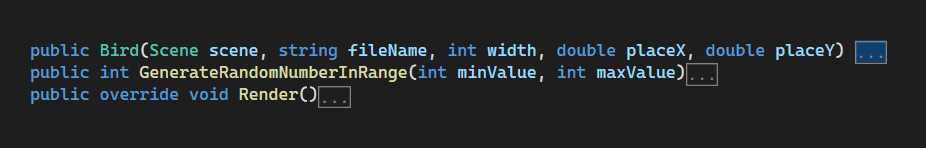 public Bird(Scene scene, string fileName, int width, double placeX, double placeY) ...
public int GenerateRandomNumberInRange(int minValue, int maxValue)...
public override void Render()...